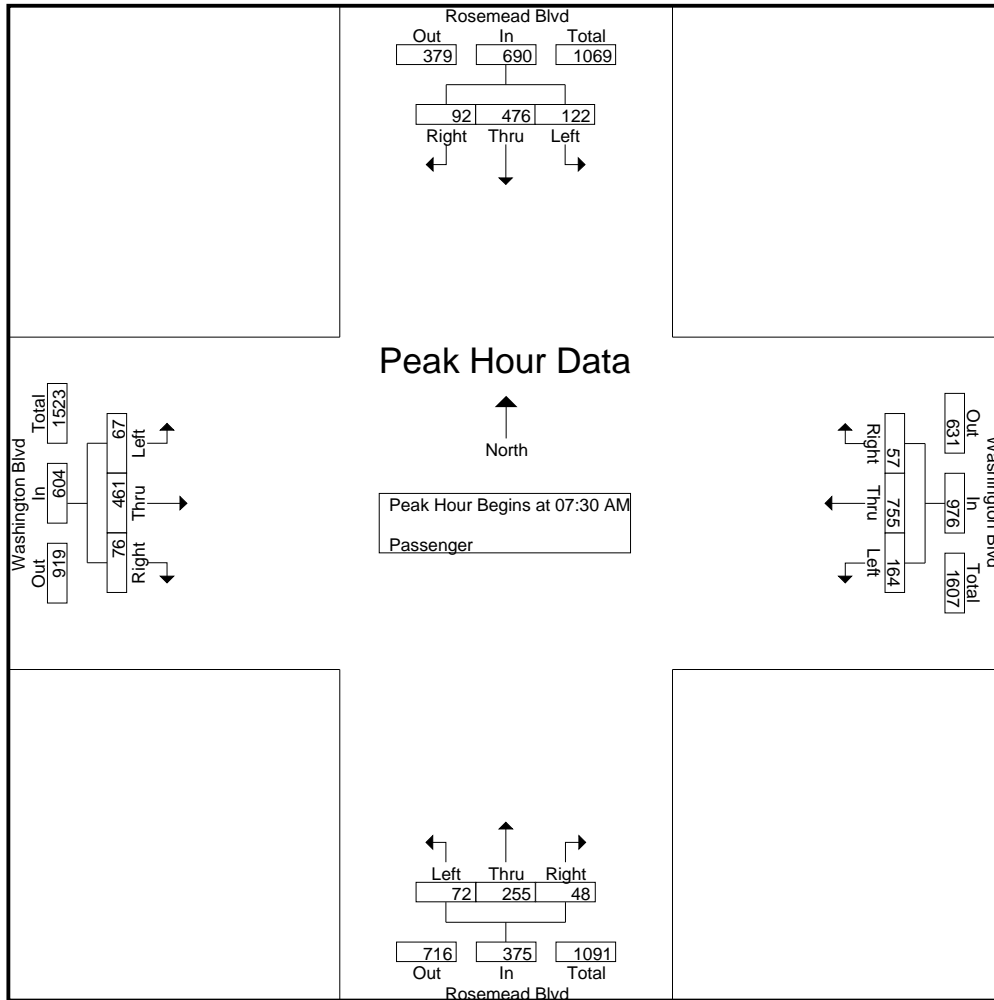 Rosemead Blvd
Out In Total
379 690 1069
92 476 122
Right Thru Left
Peak Hour Data
North
Peak Hour Begins at 07:30 AM
Passenger
Washington Blvd
Total In Out
1523 604 919
67 461 76
Left Thru Right
Washington Blvd
Out In Total
631 976 1607
57 755 164
Right Thru Left
Left Thru Right
72 255 48
716 375 1091
Out In Total
Rosemead Blvd